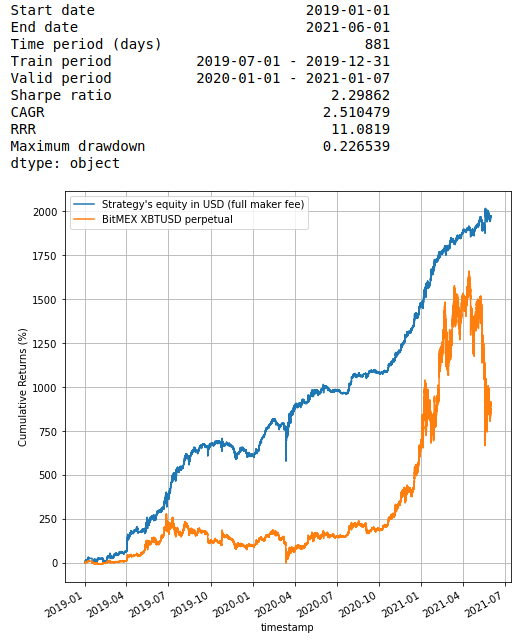 Start date 2019-01-01
End date 2021-06-01
Time period (days) 881
Train period 2019-07-01 - 2019-12-31
Valid period 2020-01-01 - 2021-01-07
Sharpe ratio 2.29862
CAGR 2.510479
RRR 11.0819
Maximum drawdown 0.226539
dtype: object
Strategy's equity in USD (full maker fee)
BitMEX XBTUSD perpetual
Cumulative Returns (%)
2000
1750
1500
1250
1000
750
500
250
0
2019-01
2019-04
2019-07
2019-10
2020-01
2020-04
2020-07
2020-10
2021-01
2021-04
2021-07
timestamp